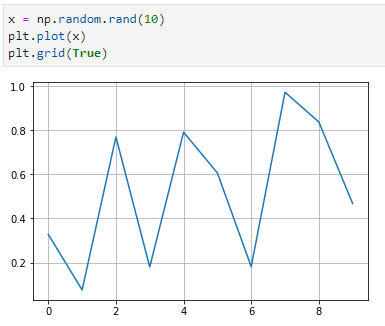 x = np.random.rand(10)
plt.plot(x)
plt.grid(True)
1.0
0.8
0.6
0.4
0.2
0 2 4 6 8